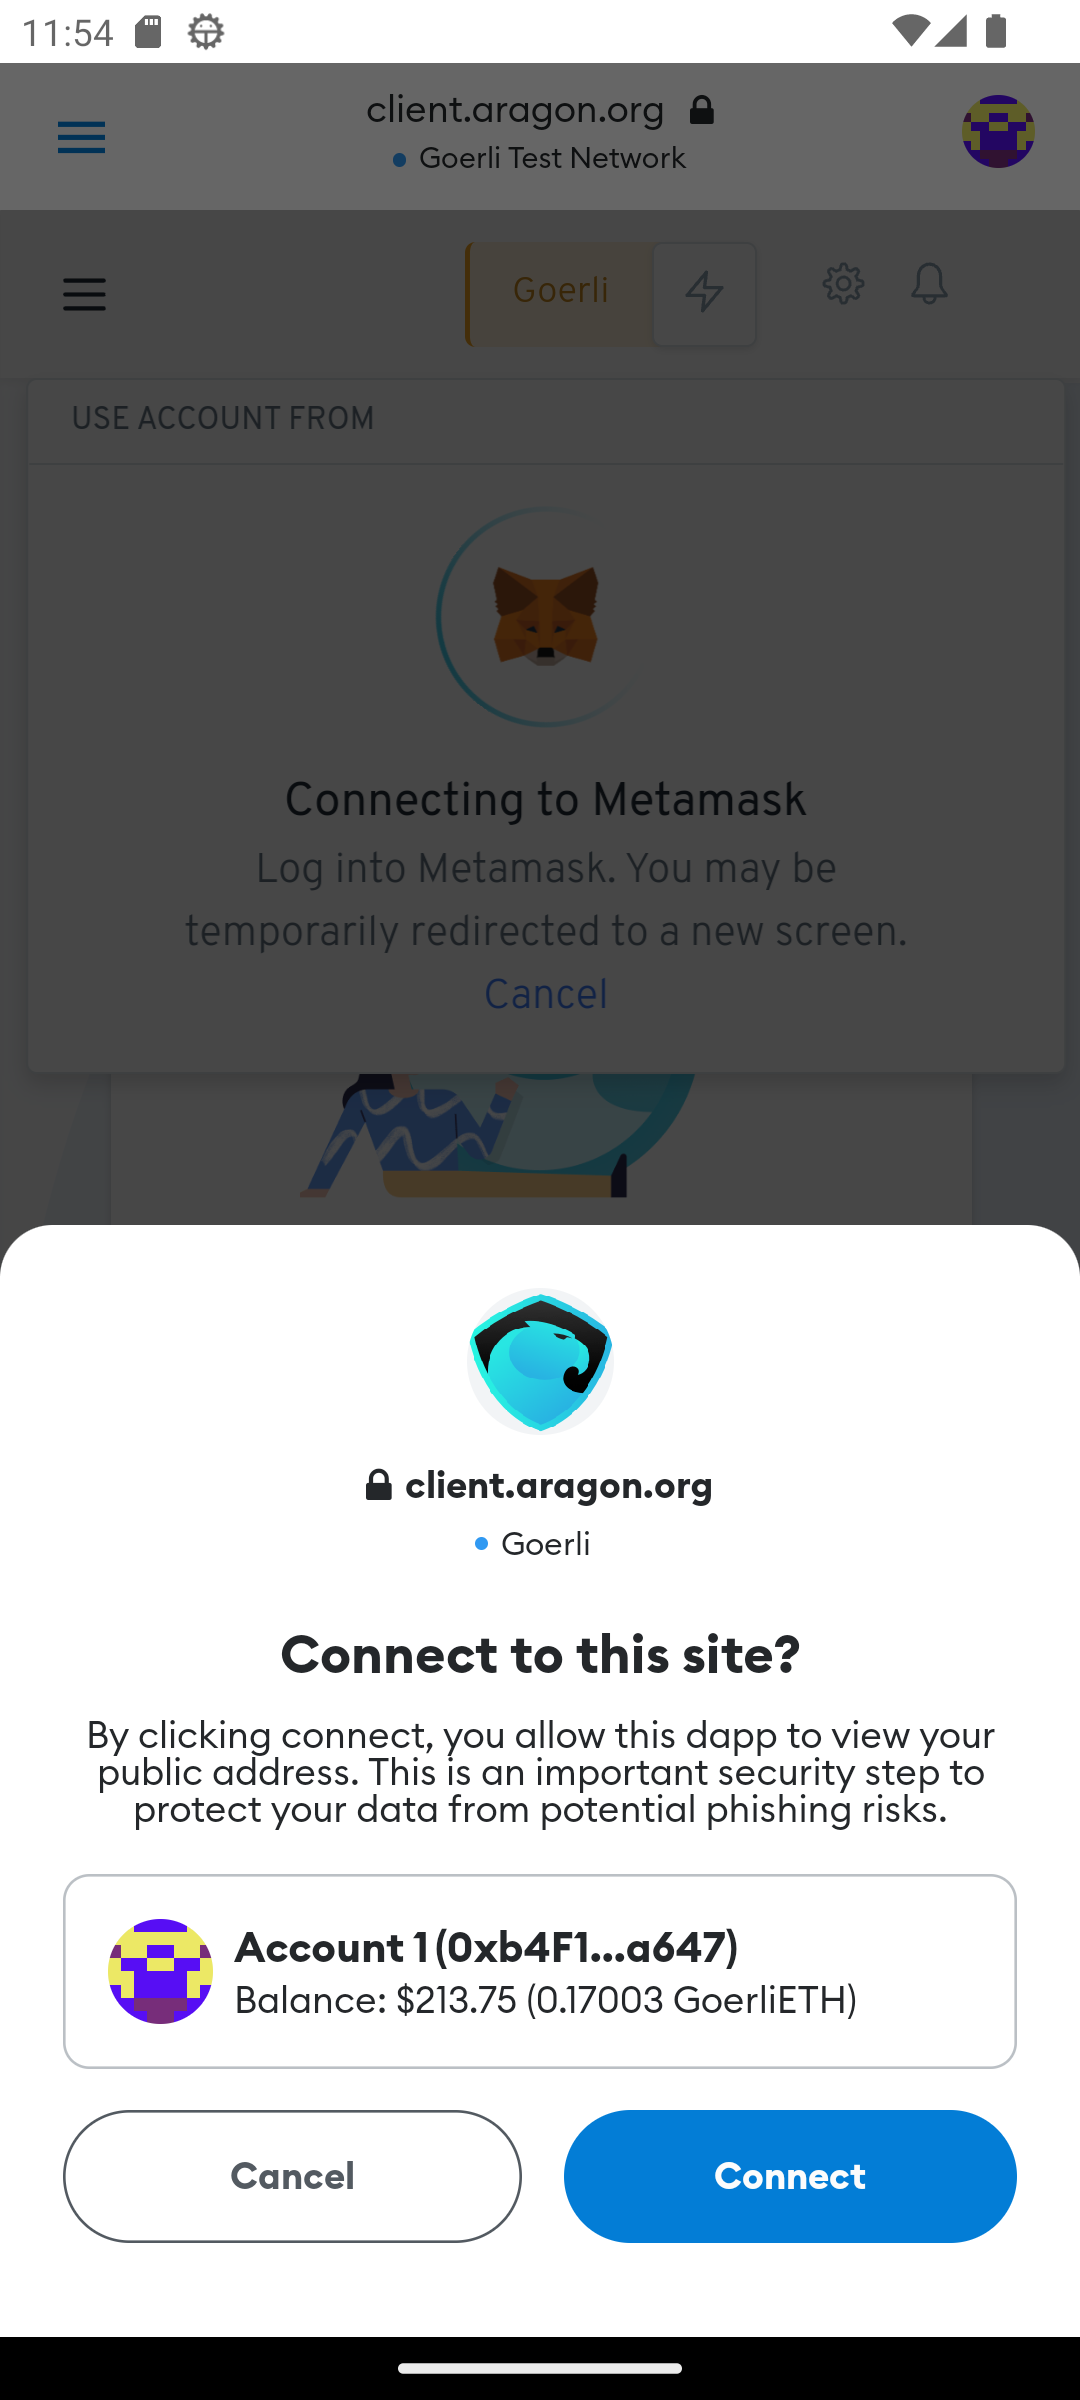 11:54
client.aragon.org
Goerli Test Network
Goerli
USE ACCOUNT FROM
Connecting to Metamask
Log into Metamask. You may be
temporarily redirected to a new screen.
Cancel
client.aragon.org
Goerli
Connect to this site?
By clicking connect, you allow this dapp to view your
public address. This is an important security step to
protect your data from potential phishing risks.
Account 1 (0xb4F1...a647)
Balance: $213.75 (0.17003 GoerliETH)
Cancel
Connect